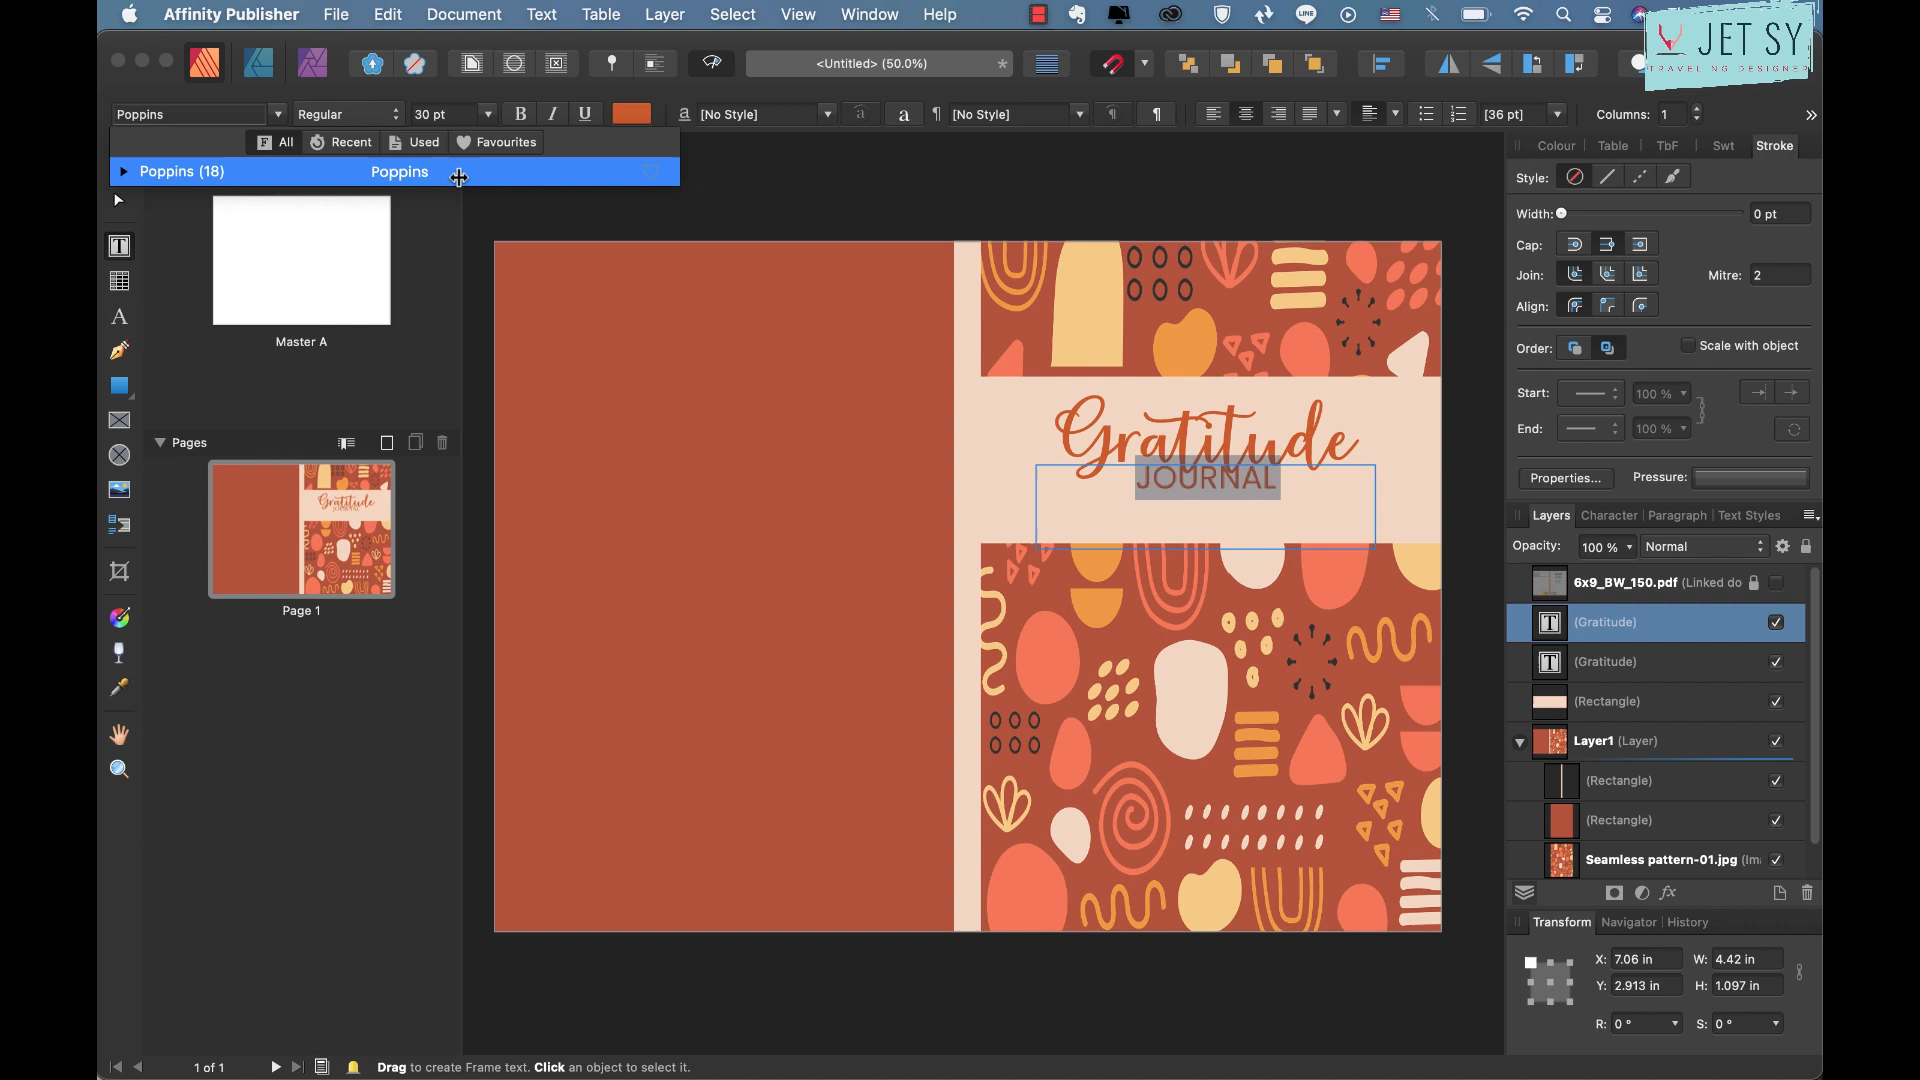 Affinity Publisher File Edit Document Text Table Layer Select View Window Help
LINE
JET SY
TRAVELING DESIGNER
<Untitled> (50.0%) *
Poppins Regular 30 pt B I U a [No Style] a a ¶ [No Style] ¶ ¶ [36 pt] Columns: 1 »
F All Recent Used Favourites
Poppins (18) Poppins
Master A
Pages
Page 1
Gratitude
JOURNAL
Gratitude
JOURNAL
Colour Table TbF Swt Stroke
Style:
Width: 0 pt
Cap:
Join: Mitre: 2
Align:
Order: Scale with object
Start: 100 %
End: 100 %
Properties... Pressure:
Layers Character Paragraph Text Styles
Opacity: 100 % Normal
6x9_BW_150.pdf (Linked do
T (Gratitude)
T (Gratitude)
(Rectangle)
Layer1 (Layer)
(Rectangle)
(Rectangle)
Seamless pattern-01.jpg (Im
fx
Transform Navigator History
X: 7.06 in W: 4.42 in
Y: 2.913 in H: 1.097 in
R: 0 ° S: 0 °
1 of 1 Drag to create Frame text. Click an object to select it.